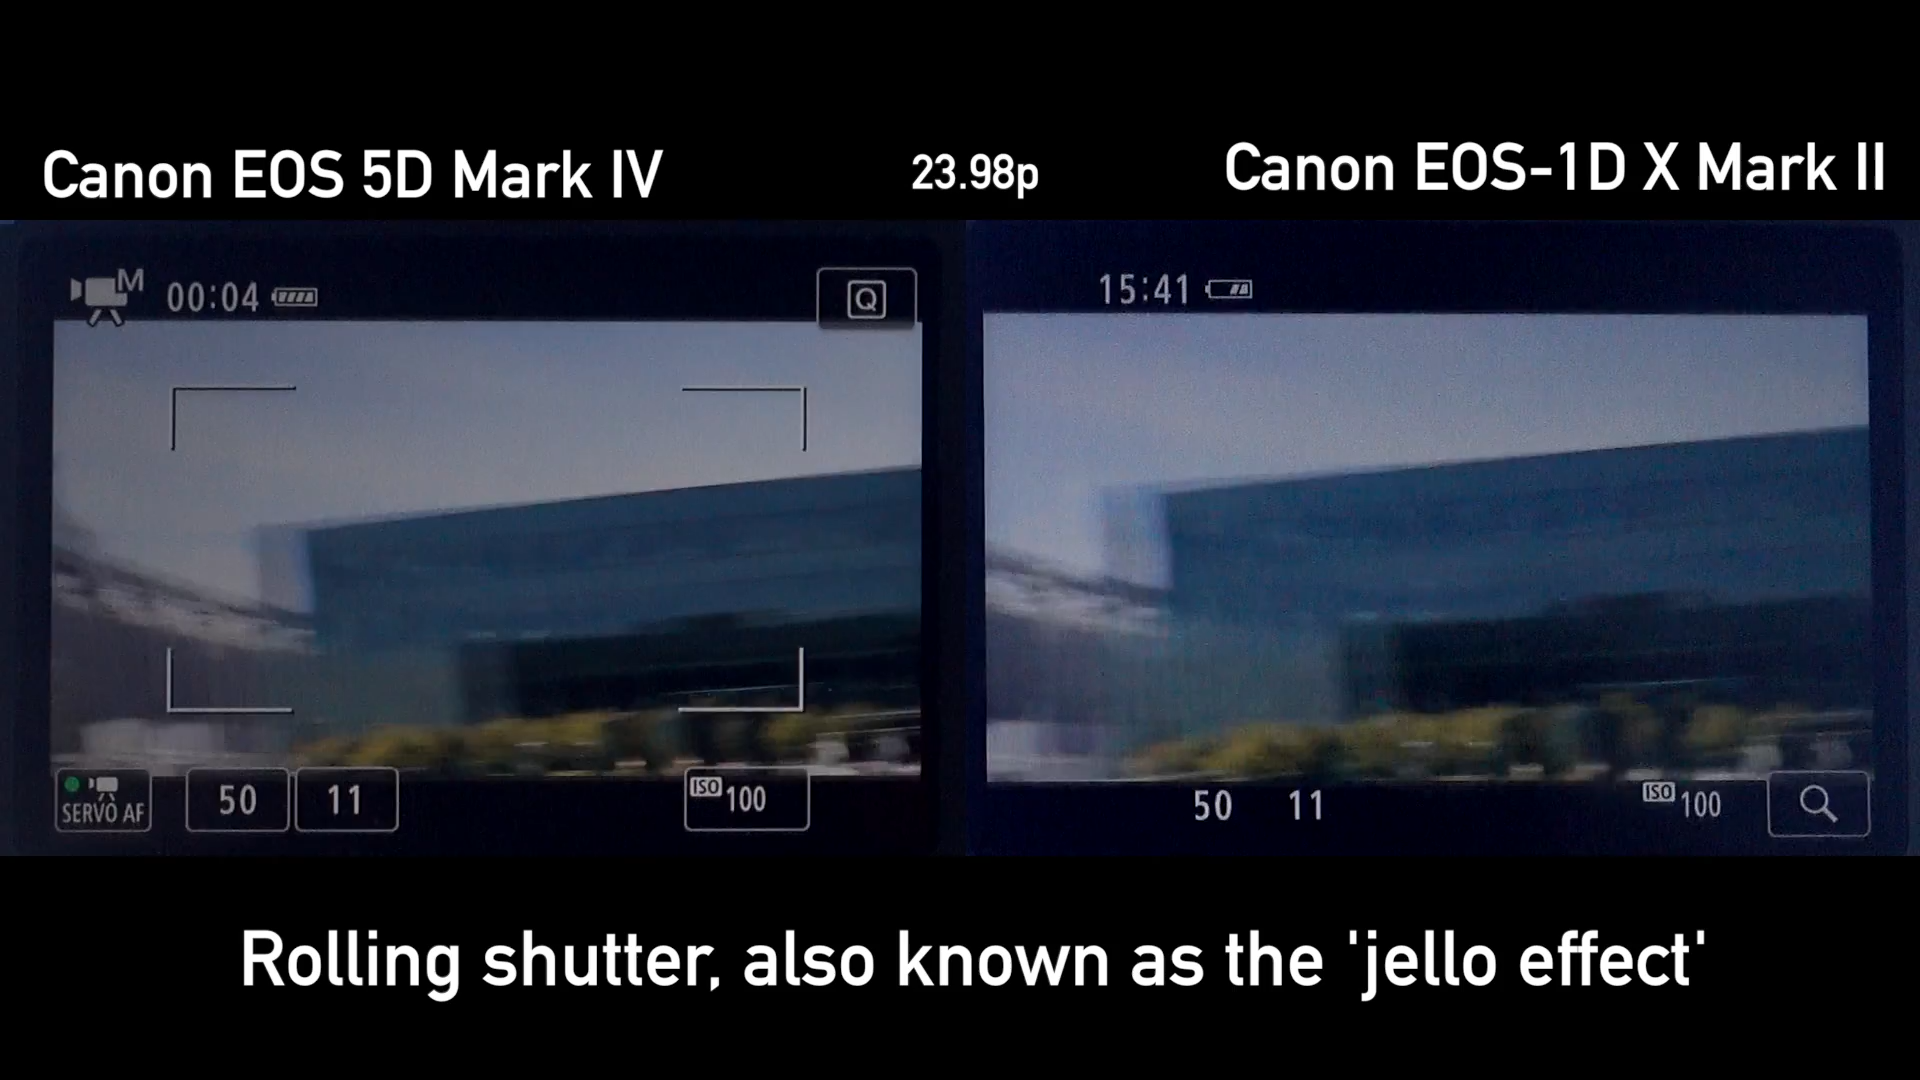 Canon EOS 5D Mark IV
23.98p
Canon EOS-1D X Mark II
M 00:04
Q
15:41
SERVO AF
50
11
ISO 100
50 11
ISO 100
Rolling shutter, also known as the 'jello effect'